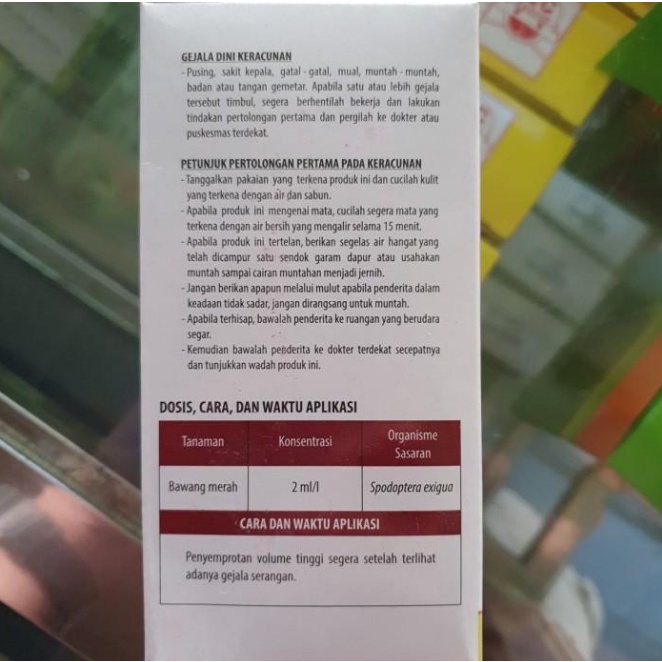 GEJALA DINI KERACUNAN
- Pusing, sakit kepala, gatal - gatal, mual, muntah - muntah,
badan atau tangan gemetar. Apabila satu atau lebih gejala
tersebut timbul, segera berhentilah bekerja dan lakukan
tindakan pertolongan pertama dan pergilah ke dokter atau
puskesmas terdekat.
PETUNJUK PERTOLONGAN PERTAMA PADA KERACUNAN
- Tanggalkan pakaian yang terkena produk ini dan cucilah kulit
yang terkena dengan air dan sabun.
- Apabila produk ini mengenai mata, cucilah segera mata yang
terkena dengan air bersih yang mengalir selama 15 menit.
- Apabila produk ini tertelan, berikan segelas air hangat yang
telah dicampur satu sendok garam dapur atau usahakan
muntah sampai cairan muntahan menjadi jernih.
- Jangan berikan apapun melalui mulut apabila penderita dalam
keadaan tidak sadar, jangan dirangsang untuk muntah.
- Apabila terhisap, bawalah penderita ke ruangan yang berudara
segar.
- Kemudian bawalah penderita ke dokter terdekat secepatnya
dan tunjukkan wadah produk ini.
DOSIS, CARA, DAN WAKTU APLIKASI
Tanaman Konsentrasi Organisme
Sasaran
Bawang merah 2 ml/l Spodoptera exigua
CARA DAN WAKTU APLIKASI
Penyemprotan volume tinggi segera setelah terlihat
adanya gejala serangan.